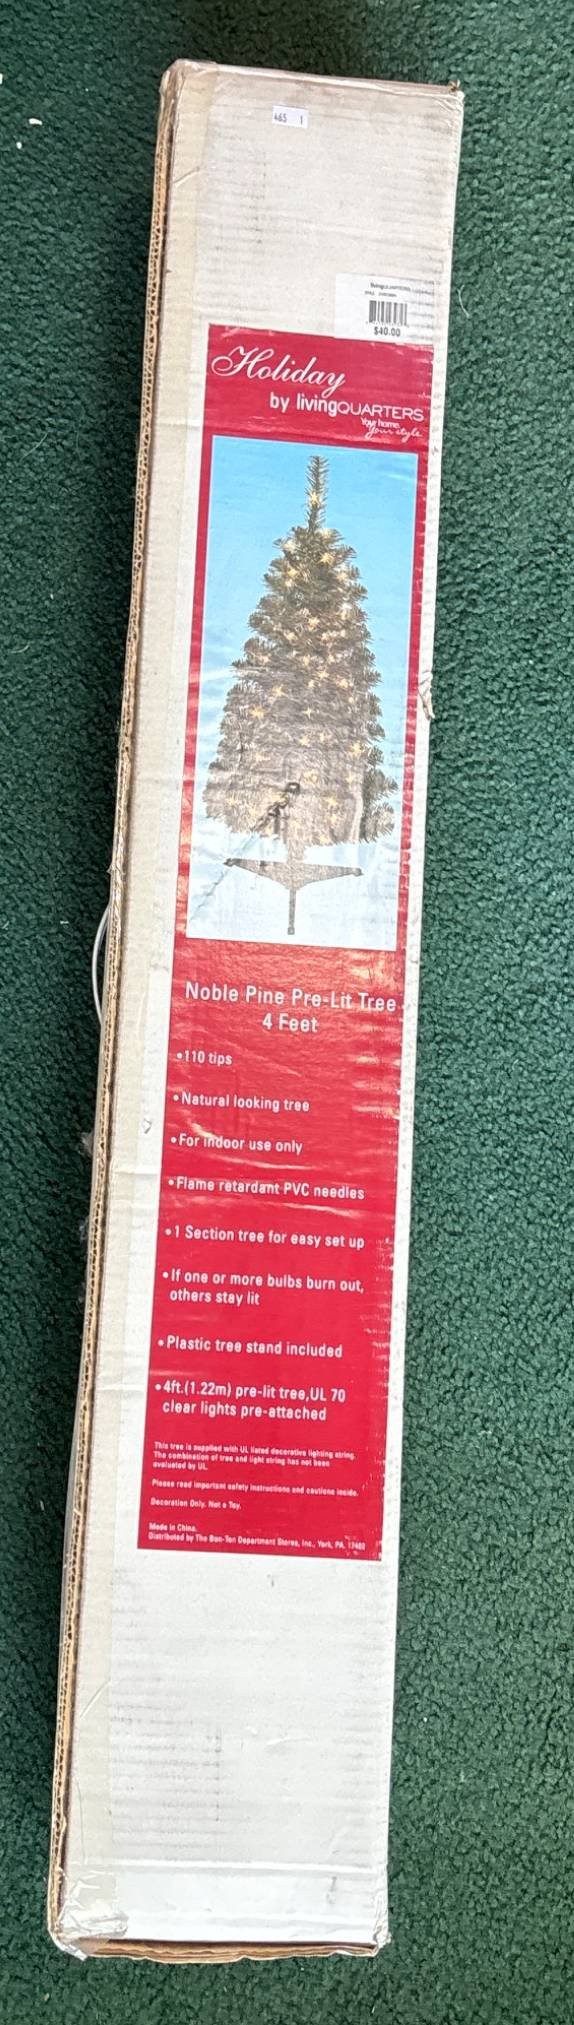 465 1
livingQUARTERS
$40.00
Holiday
by livingQUARTERS
Your home.
Your style.
Noble Pine Pre-Lit Tree
4 Feet
•110 tips
•Natural looking tree
•For indoor use only
•Flame retardant PVC needles
•1 Section tree for easy set up
•If one or more bulbs burn out,
others stay lit
•Plastic tree stand included
•4ft.(1.22m) pre-lit tree,UL 70
clear lights pre-attached
This tree is supplied with UL listed decorative lighting string.
The combination of tree and light string has not been
evaluated by UL.
Please read important safety instructions and cautions inside.
Decoration Only. Not a Toy.
Made in China.
Distributed by The Bon-Ton Department Stores, Inc., York, PA. 17402